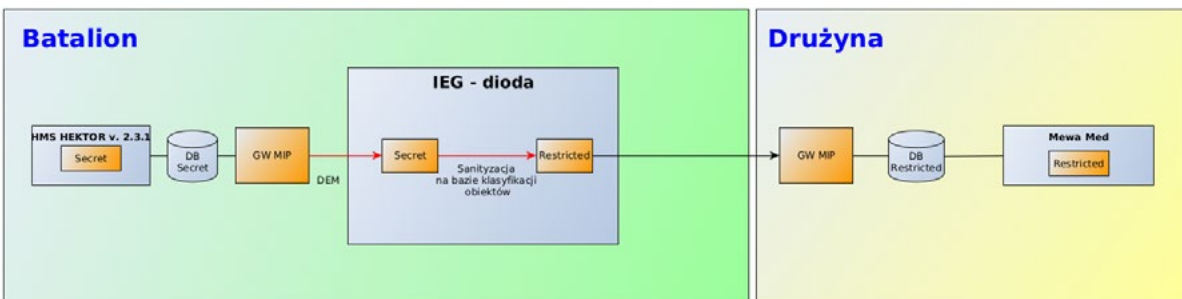 Batalion
Drużyna
IEG - dioda
HMS HEKTOR v. 2.3.1
Secret
DB
Secret
GW MIP
DEM
Secret
Sanityzacja
na bazie klasyfikacji
obiektów
Restricted
GW MIP
DB
Restricted
Mewa Med
Restricted